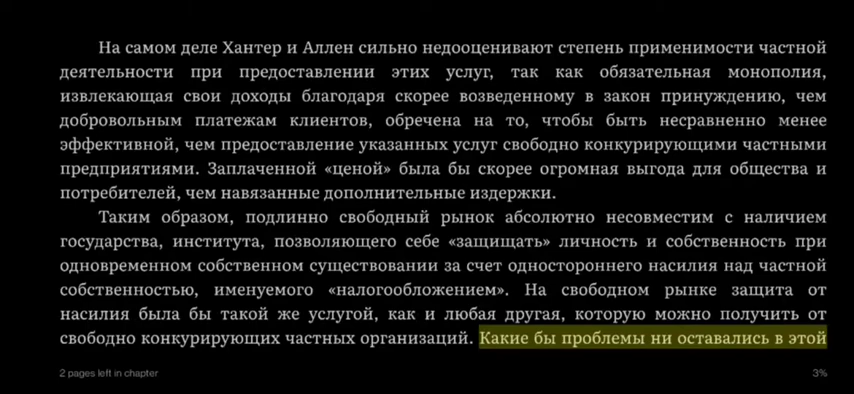 На самом деле Хантер и Аллен сильно недооценивают степень применимости частной
деятельности при предоставлении этих услуг, так как обязательная монополия,
извлекающая свои доходы благодаря скорее возведенному в закон принуждению, чем
добровольным платежам клиентов, обречена на то, чтобы быть несравненно менее
эффективной, чем предоставление указанных услуг свободно конкурирующими частными
предприятиями. Заплаченной «ценой» была бы скорее огромная выгода для общества и
потребителей, чем навязанные дополнительные издержки.
Таким образом, подлинно свободный рынок абсолютно несовместим с наличием
государства, института, позволяющего себе «защищать» личность и собственность при
одновременном собственном существовании за счет одностороннего насилия над частной
собственностью, именуемого «налогообложением». На свободном рынке защита от
насилия была бы такой же услугой, как и любая другая, которую можно получить от
свободно конкурирующих частных организаций. Какие бы проблемы ни оставались в этой
2 pages left in chapter
3%